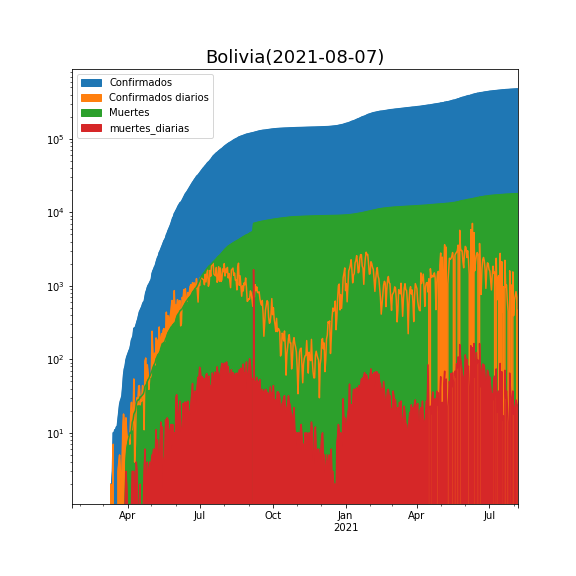 Bolivia(2021-08-07)
Confirmados
Confirmados diarios
Muertes
muertes_diarias
10^5
10^4
10^3
10^2
10^1
Apr Jul Oct Jan Apr Jul
2021